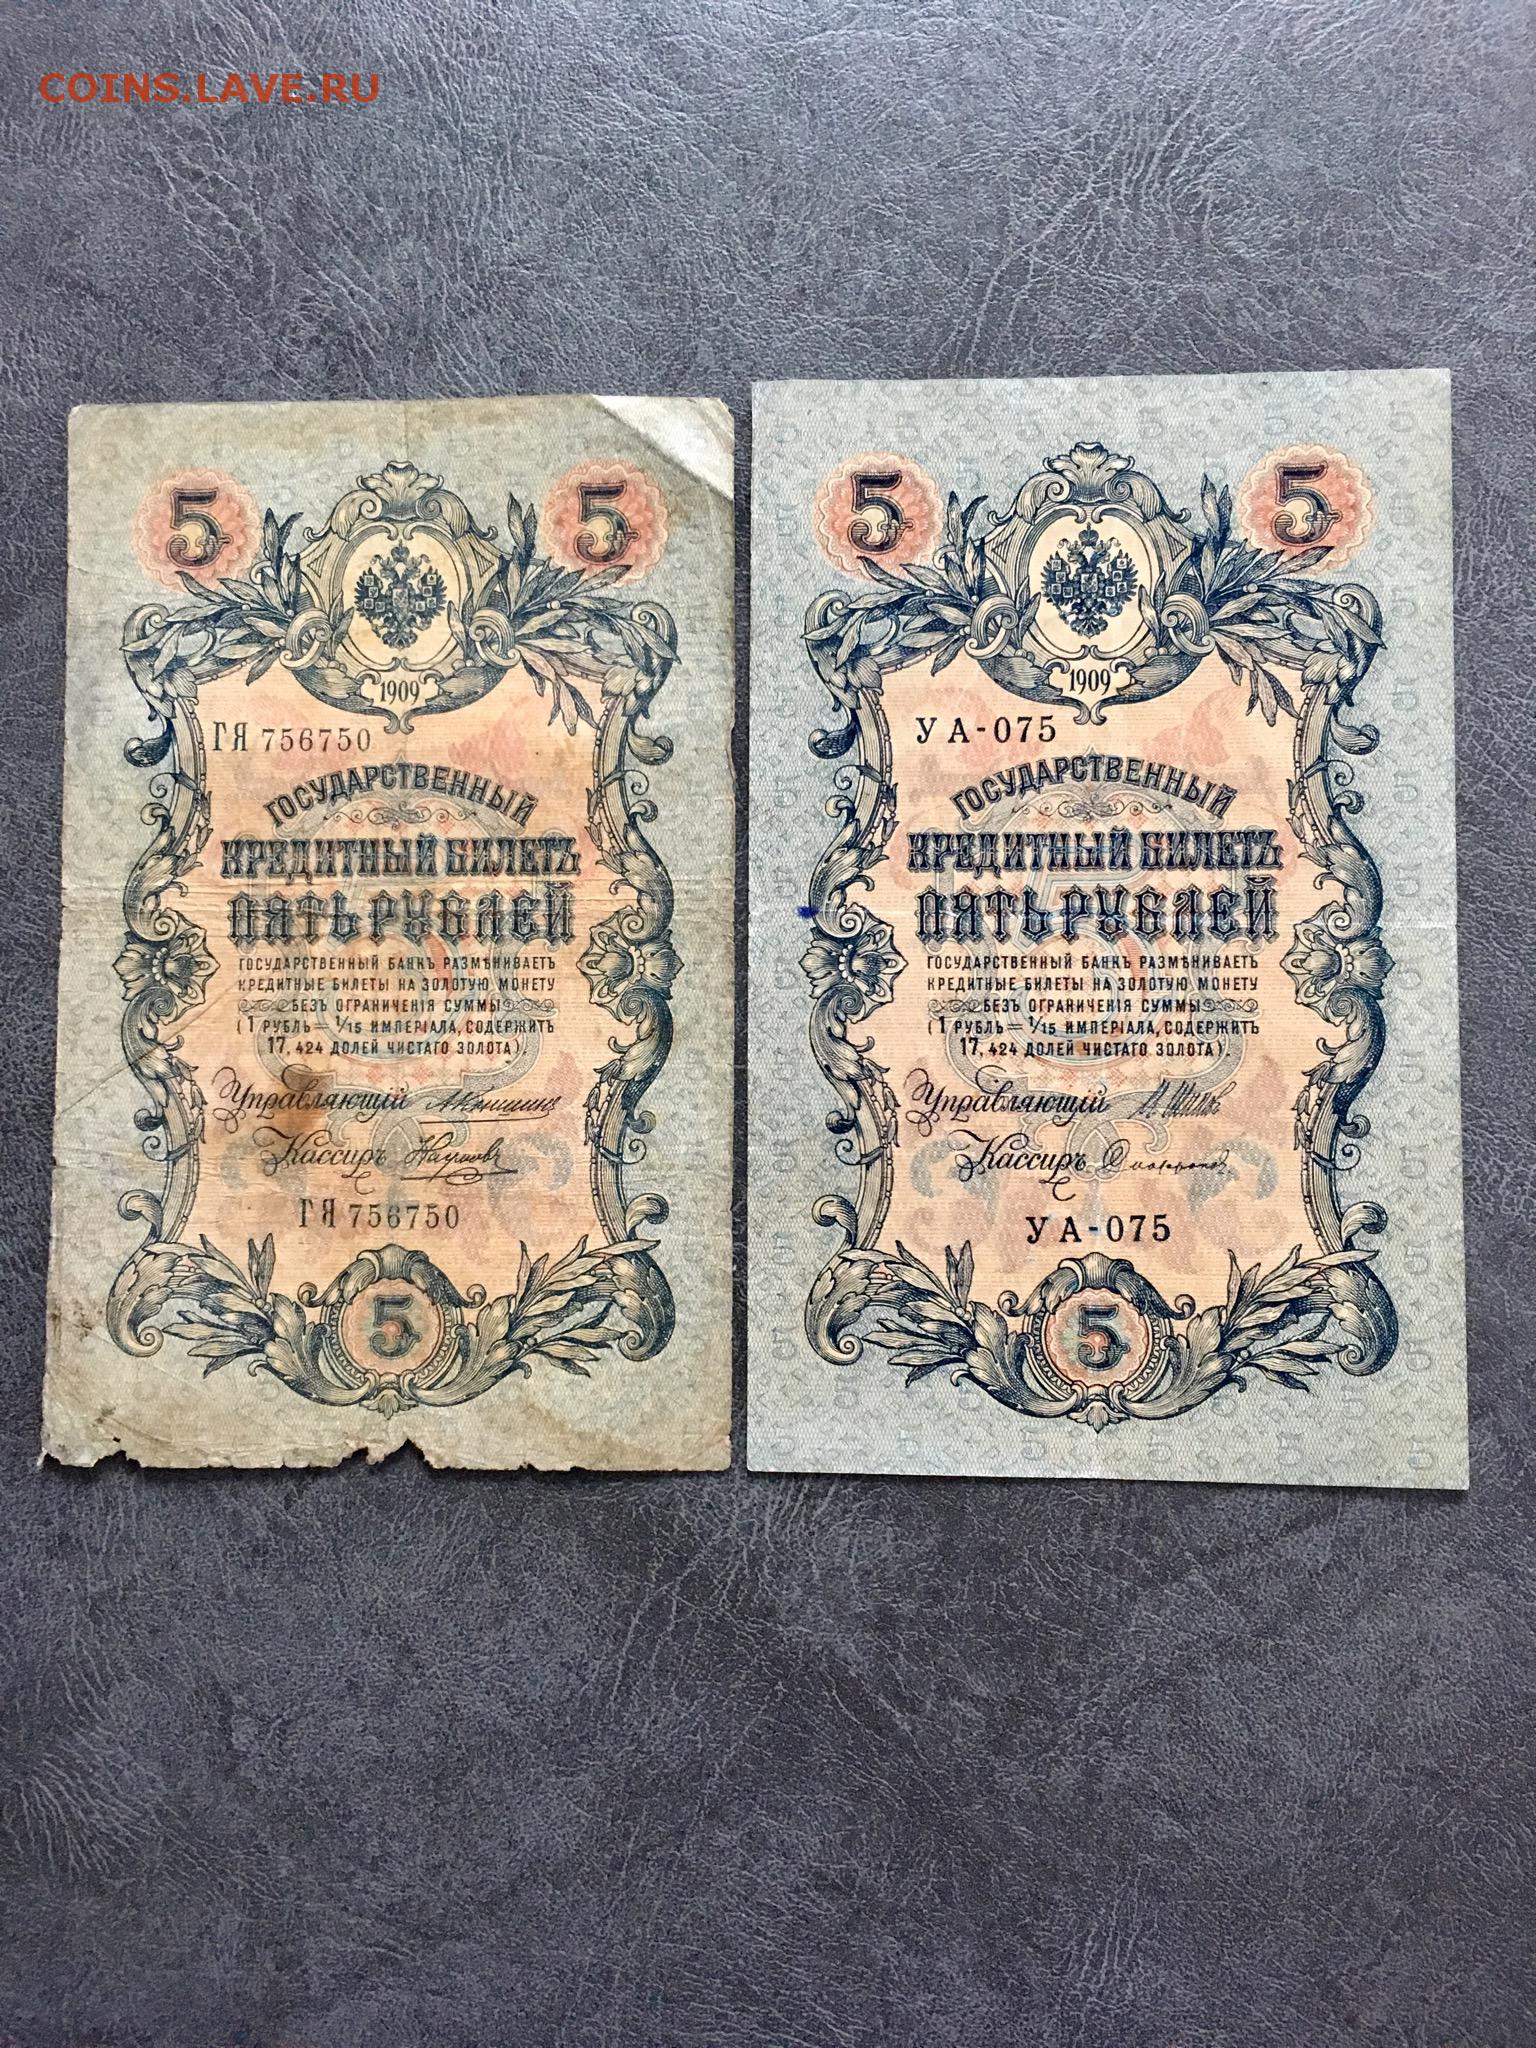 COINS.LAVE.RU
5 5
1909
ГЯ 756750
ГОСУДАРСТВЕННЫЙ
КРЕДИТНЫЙ БИЛЕТЪ
ПЯТЬ РУБЛЕЙ
ГОСУДАРСТВЕННЫЙ БАНКЪ РАЗМѢНИВАЕТЪ
КРЕДИТНЫЕ БИЛЕТЫ НА ЗОЛОТУЮ МОНЕТУ
БЕЗЪ ОГРАНИЧЕНІЯ СУММЫ
(1 РУБЛЬ = 1/15 ИМПЕРІАЛА, СОДЕРЖИТЪ
17,424 ДОЛЕЙ ЧИСТАГО ЗОЛОТА).
Управляющій
Кассиръ Наумовъ
ГЯ 756750
5
5 5
1909
УА-075
ГОСУДАРСТВЕННЫЙ
КРЕДИТНЫЙ БИЛЕТЪ
ПЯТЬ РУБЛЕЙ
ГОСУДАРСТВЕННЫЙ БАНКЪ РАЗМѢНИВАЕТЪ
КРЕДИТНЫЕ БИЛЕТЫ НА ЗОЛОТУЮ МОНЕТУ
БЕЗЪ ОГРАНИЧЕНІЯ СУММЫ
(1 РУБЛЬ = 1/15 ИМПЕРІАЛА, СОДЕРЖИТЪ
17,424 ДОЛЕЙ ЧИСТАГО ЗОЛОТА).
Управляющій
Кассиръ
УА-075
5